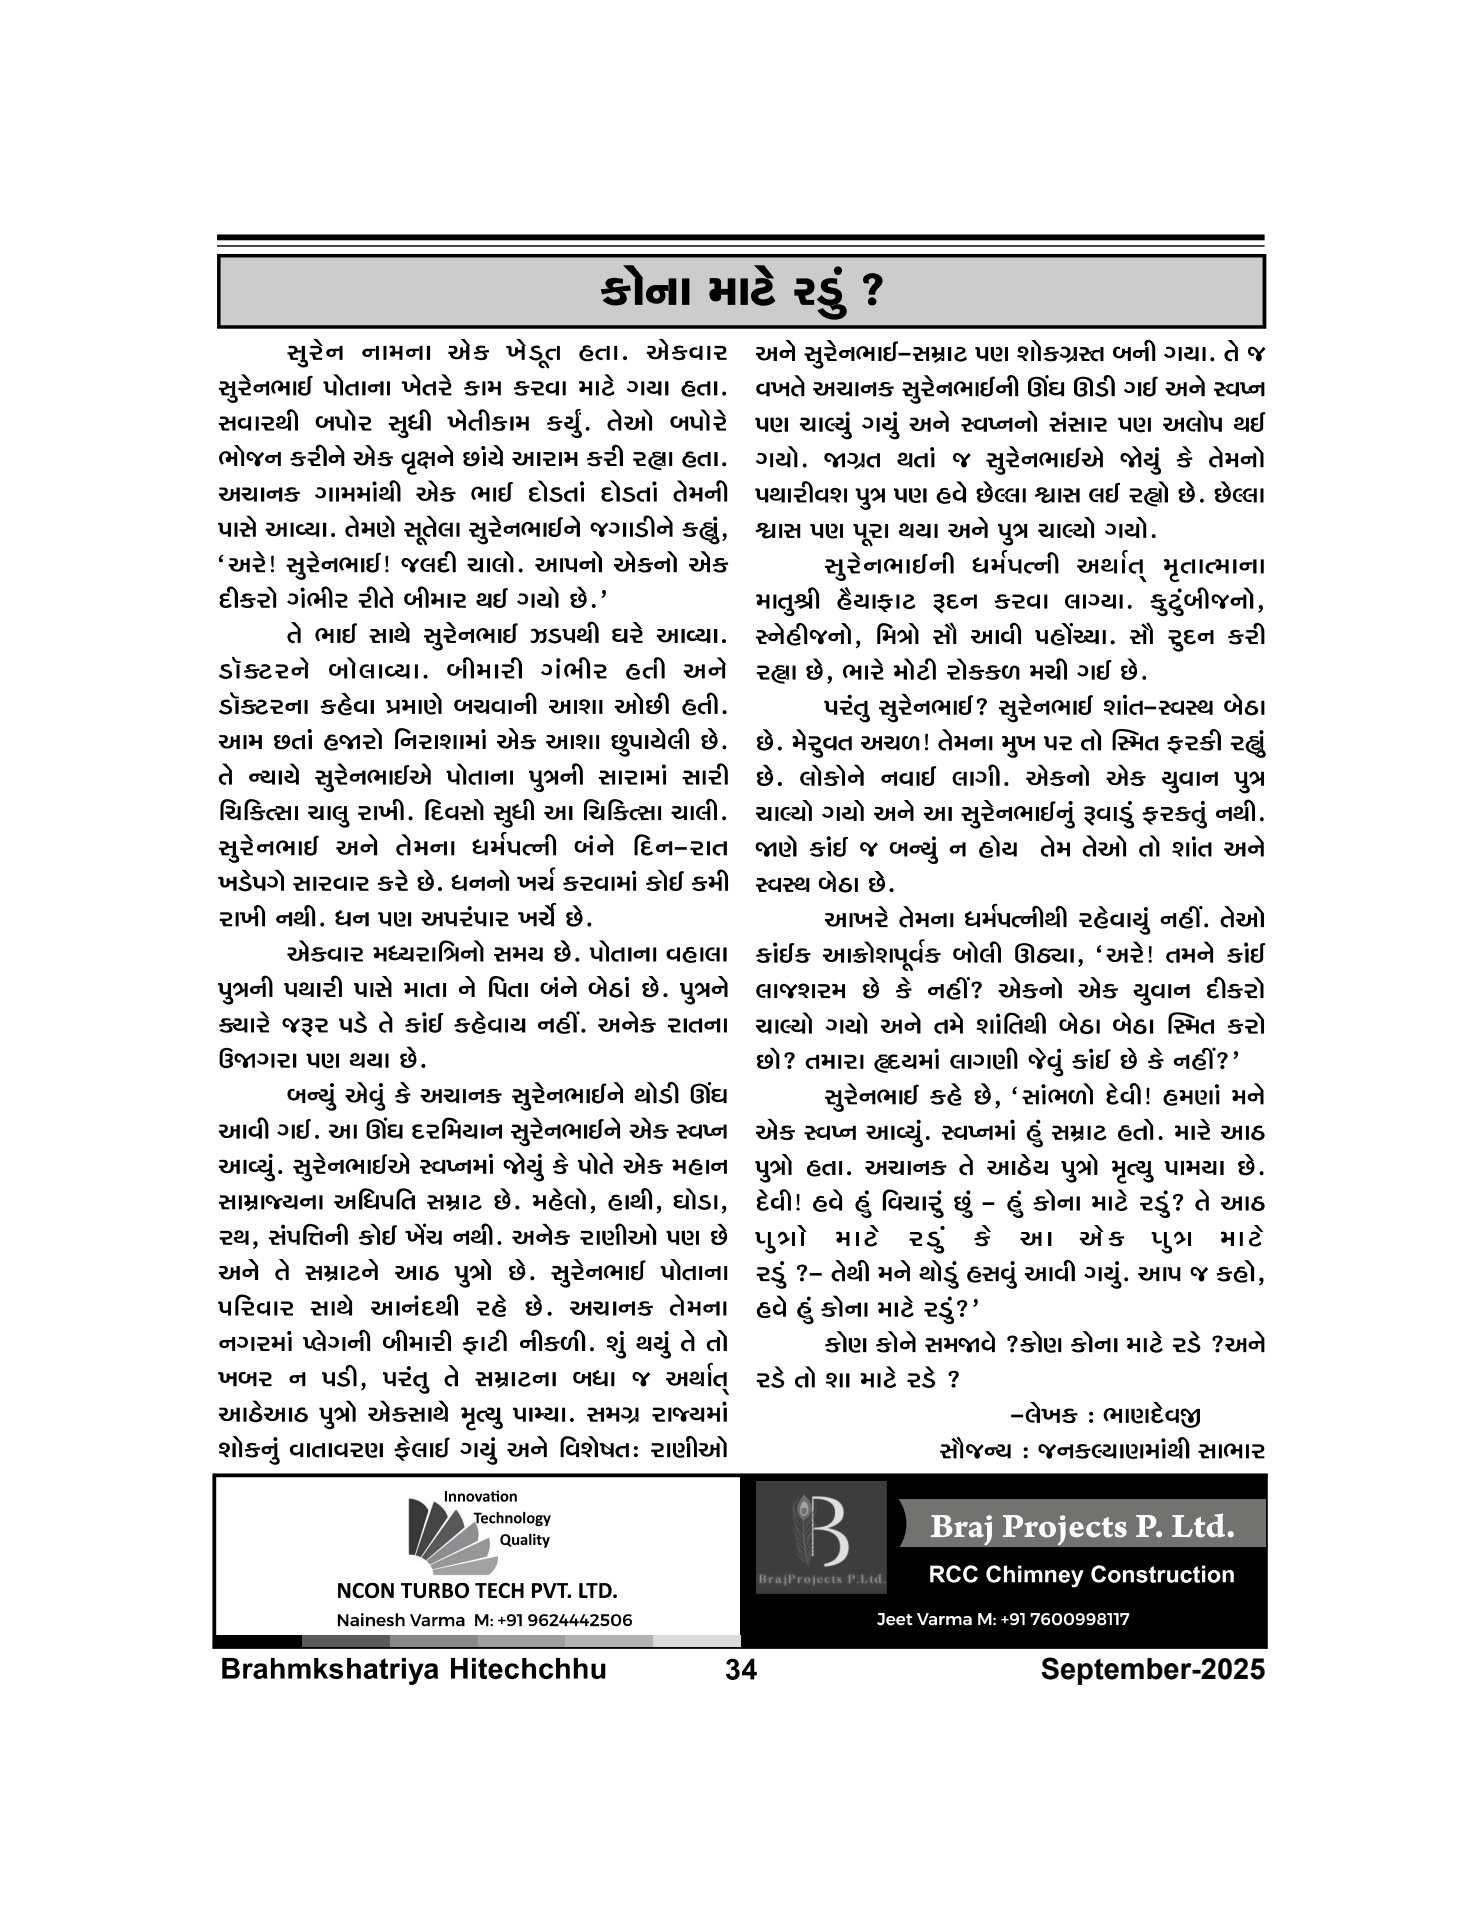 કોના માટે રડું ?
સુરેન નામના એક ખેડૂત હતા. એકવાર
સુરેનભાઈ પોતાના ખેતરે કામ કરવા માટે ગયા હતા.
સવારથી બપોર સુધી ખેતીકામ કર્યું. તેઓ બપોરે
ભોજન કરીને એક વૃક્ષને છાંયે આરામ કરી રહ્યા હતા.
અચાનક ગામમાંથી એક ભાઈ દોડતાં દોડતાં તેમની
પાસે આવ્યા. તેમણે સૂતેલા સુરેનભાઈને જગાડીને કહ્યું,
‘અરે! સુરેનભાઈ! જલદી ચાલો. આપનો એકનો એક
દીકરો ગંભીર રીતે બીમાર થઈ ગયો છે.’
તે ભાઈ સાથે સુરેનભાઈ ઝડપથી ઘરે આવ્યા.
ડૉક્ટરને બોલાવ્યા. બીમારી ગંભીર હતી અને
ડૉક્ટરના કહેવા પ્રમાણે બચવાની આશા ઓછી હતી.
આમ છતાં હજારો નિરાશામાં એક આશા છુપાયેલી છે.
તે ન્યાયે સુરેનભાઈએ પોતાના પુત્રની સારામાં સારી
ચિકિત્સા ચાલુ રાખી. દિવસો સુધી આ ચિકિત્સા ચાલી.
સુરેનભાઈ અને તેમના ધર્મપત્ની બંને દિન–રાત
ખડેપગે સારવાર કરે છે. ધનનો ખર્ચ કરવામાં કોઈ કમી
રાખી નથી. ધન પણ અપરંપાર ખર્ચે છે.
એકવાર મધ્યરાત્રિનો સમય છે. પોતાના વહાલા
પુત્રની પથારી પાસે માતા ને પિતા બંને બેઠાં છે. પુત્રને
ક્યારે જરૂર પડે તે કાંઈ કહેવાય નહીં. અનેક રાતના
ઉજાગરા પણ થયા છે.
બન્યું એવું કે અચાનક સુરેનભાઈને થોડી ઊંઘ
આવી ગઈ. આ ઊંઘ દરમિયાન સુરેનભાઈને એક સ્વપ્ન
આવ્યું. સુરેનભાઈએ સ્વપ્નમાં જોયું કે પોતે એક મહાન
સામ્રાજ્યના અધિપતિ સમ્રાટ છે. મહેલો, હાથી, ઘોડા,
રથ, સંપત્તિની કોઈ ખેંચ નથી. અનેક રાણીઓ પણ છે
અને તે સમ્રાટને આઠ પુત્રો છે. સુરેનભાઈ પોતાના
પરિવાર સાથે આનંદથી રહે છે. અચાનક તેમના
નગરમાં પ્લેગની બીમારી ફાટી નીકળી. શું થયું તે તો
ખબર ન પડી, પરંતુ તે સમ્રાટના બધા જ અર્થાત્
આઠેઆઠ પુત્રો એક્સાથે મૃત્યુ પામ્યા. સમગ્ર રાજ્યમાં
શોકનું વાતાવરણ ફેલાઈ ગયું અને વિશેષતઃ રાણીઓ
અને સુરેનભાઈ–સમ્રાટ પણ શોકગ્રસ્ત બની ગયા. તે જ
વખતે અચાનક સુરેનભાઈની ઊંઘ ઊડી ગઈ અને સ્વપ્ન
પણ ચાલ્યું ગયું અને સ્વપ્નનો સંસાર પણ અલોપ થઈ
ગયો. જાગ્રત થતાં જ સુરેનભાઈએ જોયું કે તેમનો
પથારીવશ પુત્ર પણ હવે છેલ્લા શ્વાસ લઈ રહ્યો છે. છેલ્લા
શ્વાસ પણ પૂરા થયા અને પુત્ર ચાલ્યો ગયો.
સુરેનભાઈની ધર્મપત્ની અર્થાત્ મૃતાત્માના
માતુશ્રી હૈયાફાટ રૂદન કરવા લાગ્યા. કુટુંબીજનો,
સ્નેહીજનો, મિત્રો સૌ આવી પહોંચ્યા. સૌ રુદન કરી
રહ્યા છે, ભારે મોટી રોકક્કળ મચી ગઈ છે.
પરંતુ સુરેનભાઈ? સુરેનભાઈ શાંત–સ્વસ્થ બેઠા
છે. મેરુવત અચળ! તેમના મુખ પર તો સ્મિત ફરકી રહ્યું
છે. લોકોને નવાઈ લાગી. એકનો એક યુવાન પુત્ર
ચાલ્યો ગયો અને આ સુરેનભાઈનું રૂવાડું ફરક્તું નથી.
જાણે કાંઈ જ બન્યું ન હોય તેમ તેઓ તો શાંત અને
સ્વસ્થ બેઠા છે.
આખરે તેમના ધર્મપત્નીથી રહેવાયું નહીં. તેઓ
કાંઈક આક્રોશપૂર્વક બોલી ઊઠ્યા, ‘અરે! તમને કાંઈ
લાજશરમ છે કે નહીં? એકનો એક યુવાન દીકરો
ચાલ્યો ગયો અને તમે શાંતિથી બેઠા બેઠા સ્મિત કરો
છો? તમારા હૃદયમાં લાગણી જેવું કાંઈ છે કે નહીં?’
સુરેનભાઈ કહે છે, ‘સાંભળો દેવી! હમણાં મને
એક સ્વપ્ન આવ્યું. સ્વપ્નમાં હું સમ્રાટ હતો. મારે આઠ
પુત્રો હતા. અચાનક તે આઠેય પુત્રો મૃત્યુ પામયા છે.
દેવી! હવે હું વિચારું છું – હું કોના માટે રડું? તે આઠ
પુત્રો માટે રડું કે આ એક પુત્ર માટે
રડું ?– તેથી મને થોડું હસવું આવી ગયું. આપ જ કહો,
હવે હું કોના માટે રડું?’
કોણ કોને સમજાવે ?કોણ કોના માટે રડે ?અને
રડે તો શા માટે રડે ?
–લેખક : ભાણદેવજી
સૌજન્ય : જનકલ્યાણમાંથી સાભાર
Innovation
Technology
Quality
NCON TURBO TECH PVT. LTD.
Nainesh Varma M: +91 9624442506
B
BrajProjects P.Ltd.
Braj Projects P. Ltd.
RCC Chimney Construction
Jeet Varma M: +91 7600998117
Brahmkshatriya Hitechchhu 34 September-2025